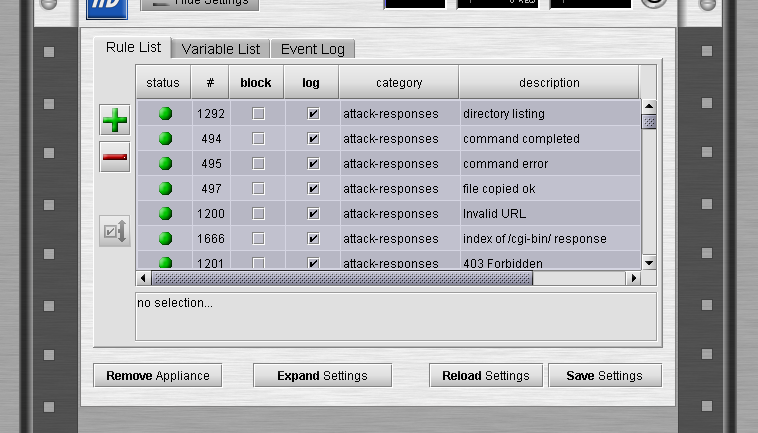 Hide Settings
Rule List Variable List Event Log
status # block log category description
1292 attack-responses directory listing
494 attack-responses command completed
495 attack-responses command error
497 attack-responses file copied ok
1200 attack-responses Invalid URL
1666 attack-responses index of /cgi-bin/ response
1201 attack-responses 403 Forbidden
no selection...
Remove Appliance Expand Settings Reload Settings Save Settings